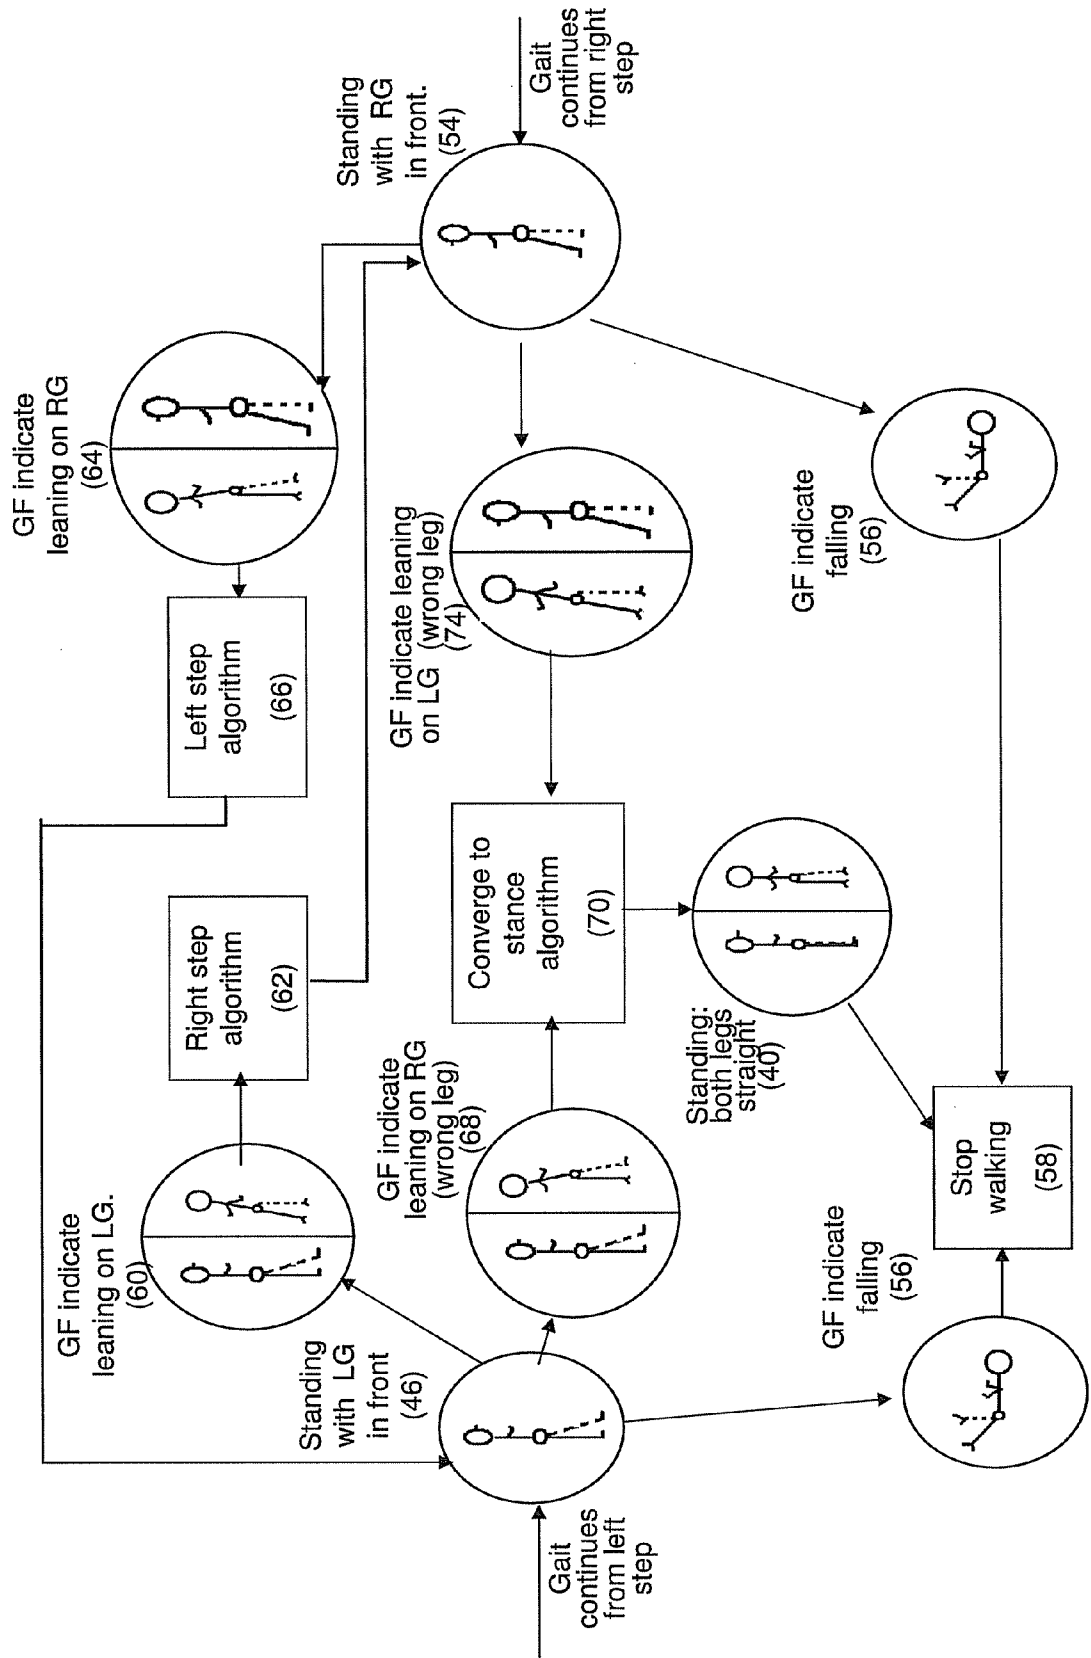 Gait
continues
from left
step
Standing
with LG
in front
(46)
GF indicate
leaning on LG.
(60)
Right step
algorithm
(62)
Left step
algorithm
(66)
GF indicate
leaning on RG
(64)
Standing
with RG
in front.
(54)
Gait
continues
from right
step
GF indicate
leaning on RG
(wrong leg)
(68)
Converge to
stance
algorithm
(70)
GF indicate leaning
on LG (wrong leg)
(74)
Standing:
both legs
straight
(40)
GF indicate
falling
(56)
Stop
walking
(58)
GF indicate
falling
(56)